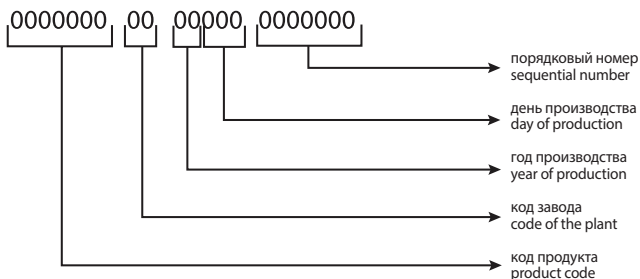 0000000 00 00000 0000000
порядковый номер
sequential number
день производства
day of production
год производства
year of production
код завода
code of the plant
код продукта
product code